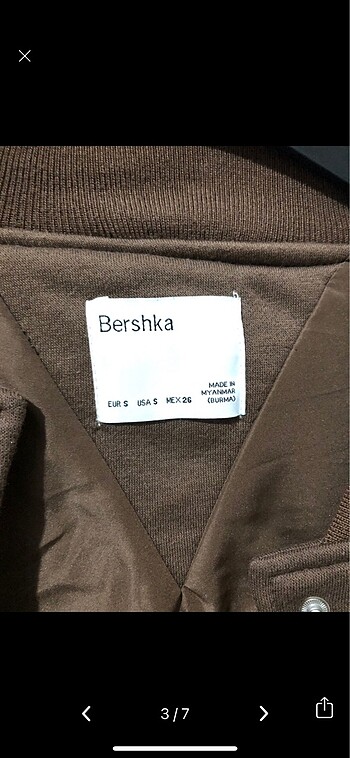 Bershka
MADE IN
MYANMAR
(BURMA)
EUR S USA S MEX 26
3/7